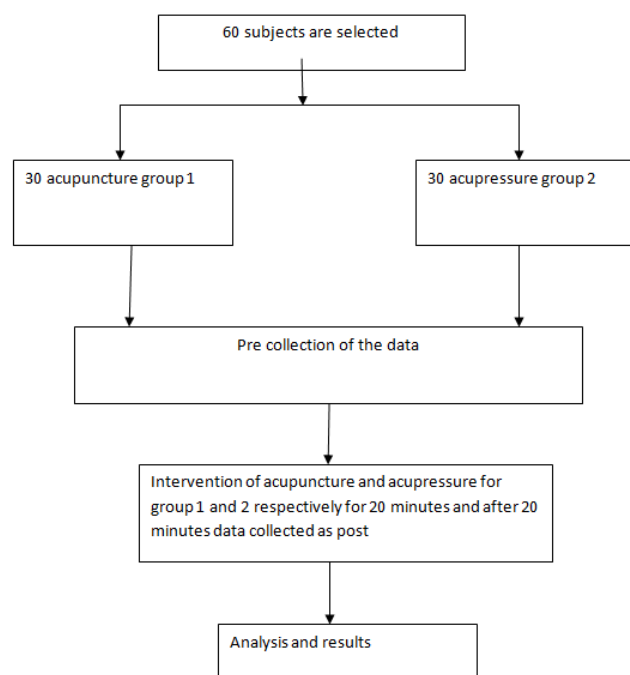 60 subjects are selected
30 acupuncture group 1
30 acupressure group 2
Pre collection of the data
Intervention of acupuncture and acupressure for
group 1 and 2 respectively for 20 minutes and after 20
minutes data collected as post
Analysis and results